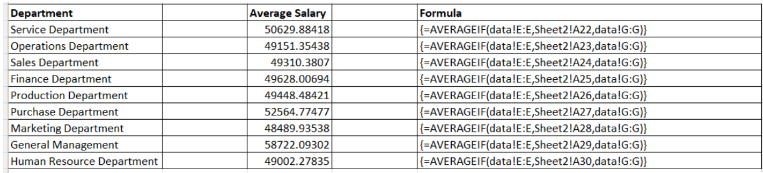 Department Average Salary Formula
Service Department 50629.88418 {=AVERAGEIF(data!E:E,Sheet2!A22,data!G:G)}
Operations Department 49151.35438 {=AVERAGEIF(data!E:E,Sheet2!A23,data!G:G)}
Sales Department 49310.3807 {=AVERAGEIF(data!E:E,Sheet2!A24,data!G:G)}
Finance Department 49628.00694 {=AVERAGEIF(data!E:E,Sheet2!A25,data!G:G)}
Production Department 49448.48421 {=AVERAGEIF(data!E:E,Sheet2!A26,data!G:G)}
Purchase Department 52564.77477 {=AVERAGEIF(data!E:E,Sheet2!A27,data!G:G)}
Marketing Department 48489.93538 {=AVERAGEIF(data!E:E,Sheet2!A28,data!G:G)}
General Management 58722.09302 {=AVERAGEIF(data!E:E,Sheet2!A29,data!G:G)}
Human Resource Department 49002.27835 {=AVERAGEIF(data!E:E,Sheet2!A30,data!G:G)}